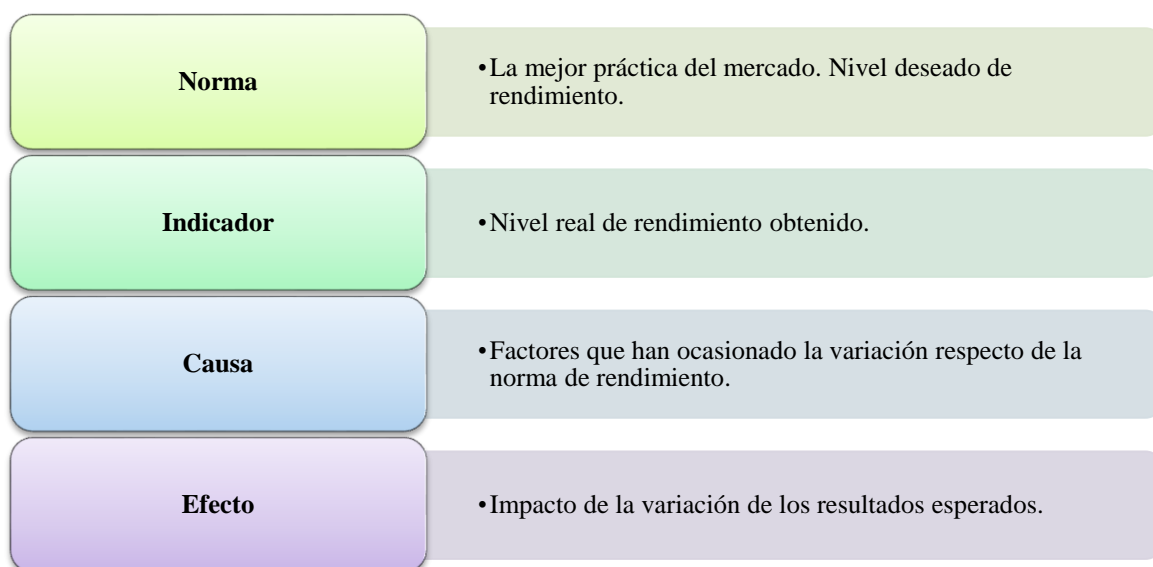 Norma
•La mejor práctica del mercado. Nivel deseado de
rendimiento.
Indicador
•Nivel real de rendimiento obtenido.
Causa
•Factores que han ocasionado la variación respecto de la
norma de rendimiento.
Efecto
•Impacto de la variación de los resultados esperados.